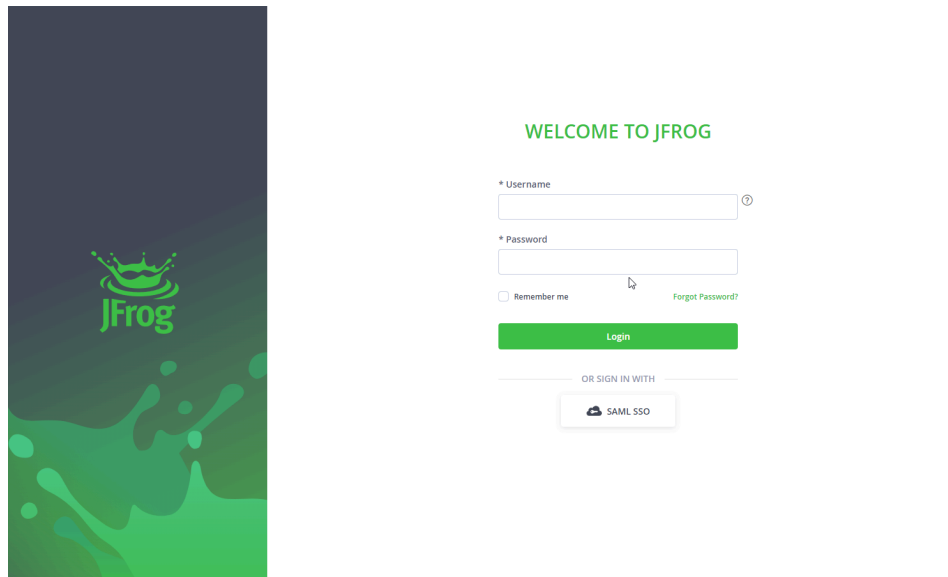 JFrog
WELCOME TO JFROG
* Username
?
* Password
Remember me
Forgot Password?
Login
OR SIGN IN WITH
SAML SSO